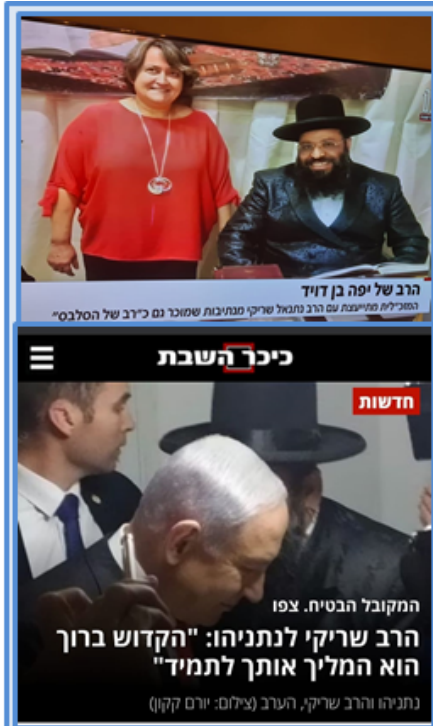 הרב של יפה בן דויד
המזכ״לית מתייעצת עם הרב נתנאל שריקי מנתיבות שמוכר גם כ״רב של הסלבס״
כיכר השבת
חדשות
המקובל הבטיח. צפו
הרב שריקי לנתניהו: "הקדוש ברוך
הוא המליך אותך לתמיד"
נתניהו והרב שריקי, הערב (צילום: יורם קקון)